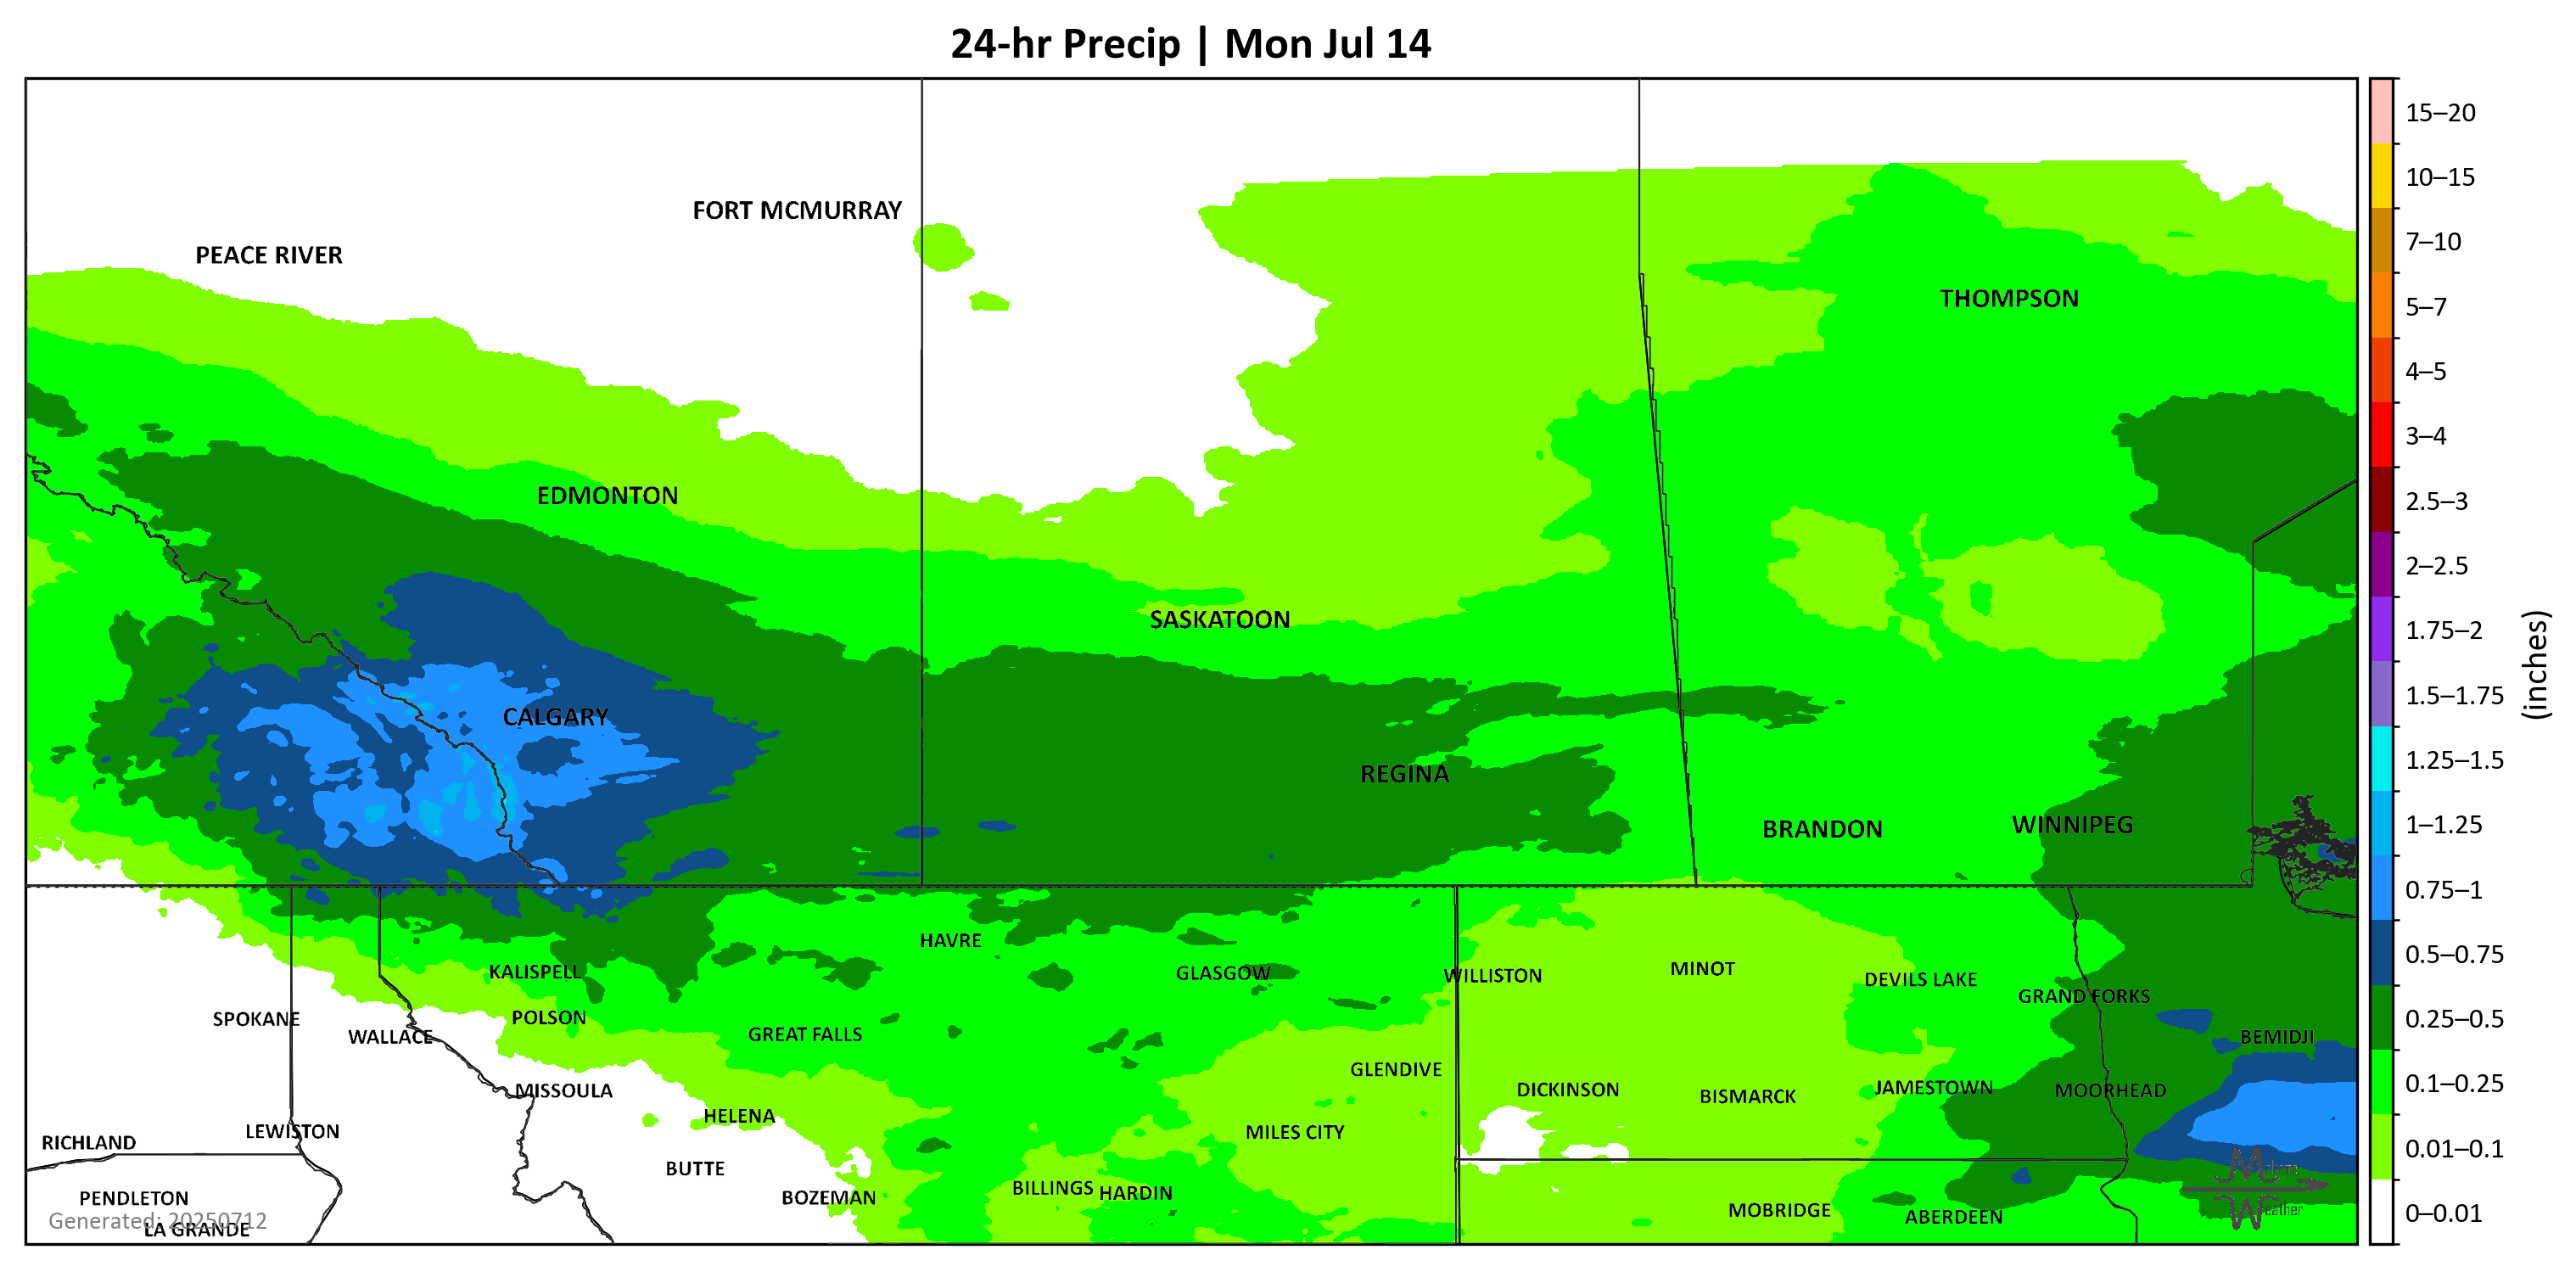 24-hr Precip | Mon Jul 14
15–20
10–15
7–10
5–7
4–5
3–4
2.5–3
2–2.5
1.75–2
1.5–1.75
1.25–1.5
1–1.25
0.75–1
0.5–0.75
0.25–0.5
0.1–0.25
0.01–0.1
0–0.01
(inches)
FORT MCMURRAY
PEACE RIVER
THOMPSON
EDMONTON
SASKATOON
CALGARY
REGINA
BRANDON
WINNIPEG
HAVRE
KALISPELL
GLASGOW
WILLISTON
MINOT
DEVILS LAKE
GRAND FORKS
SPOKANE
POLSON
WALLACE
GREAT FALLS
BEMIDJI
GLENDIVE
MISSOULA
DICKINSON
BISMARCK
JAMESTOWN
MOORHEAD
HELENA
LEWISTON
MILES CITY
RICHLAND
BUTTE
BILLINGS
HARDIN
PENDLETON
BOZEMAN
MOBRIDGE
ABERDEEN
Generated: 20250712
LA GRANDE
Weather